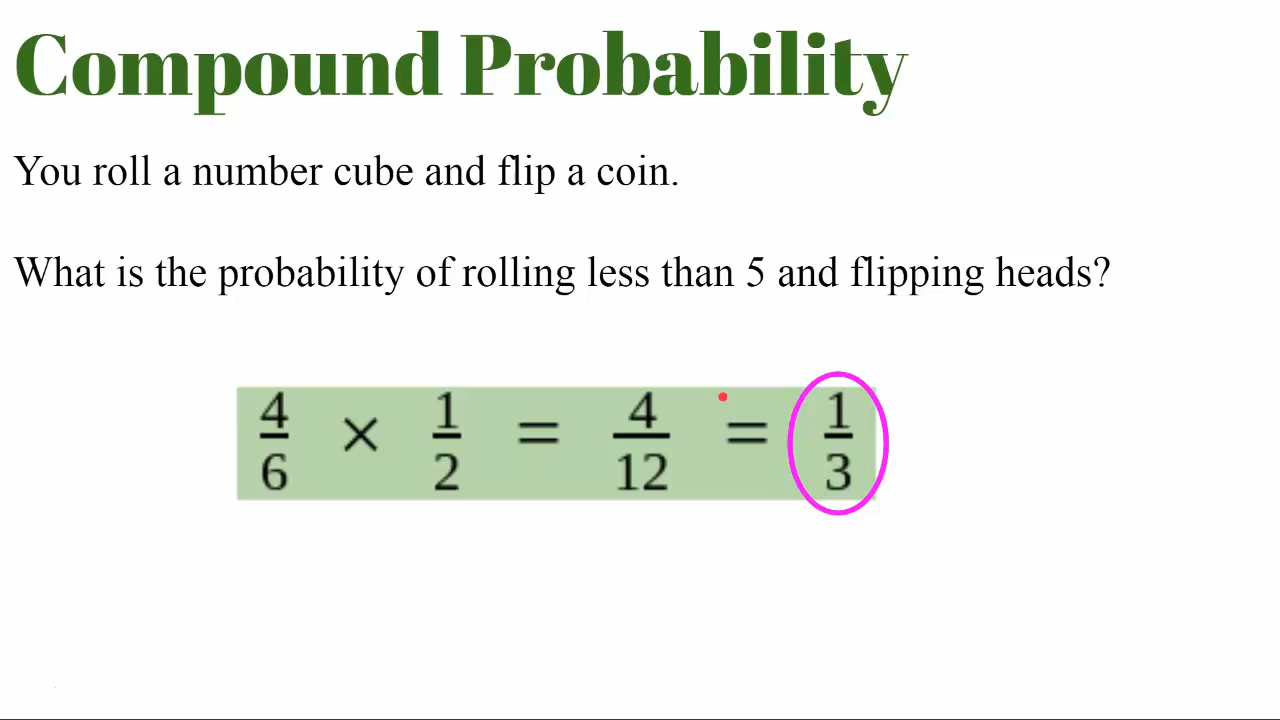 Compound Probability
You roll a number cube and flip a coin.
What is the probability of rolling less than 5 and flipping heads?
4/6 × 1/2 = 4/12 = 1/3